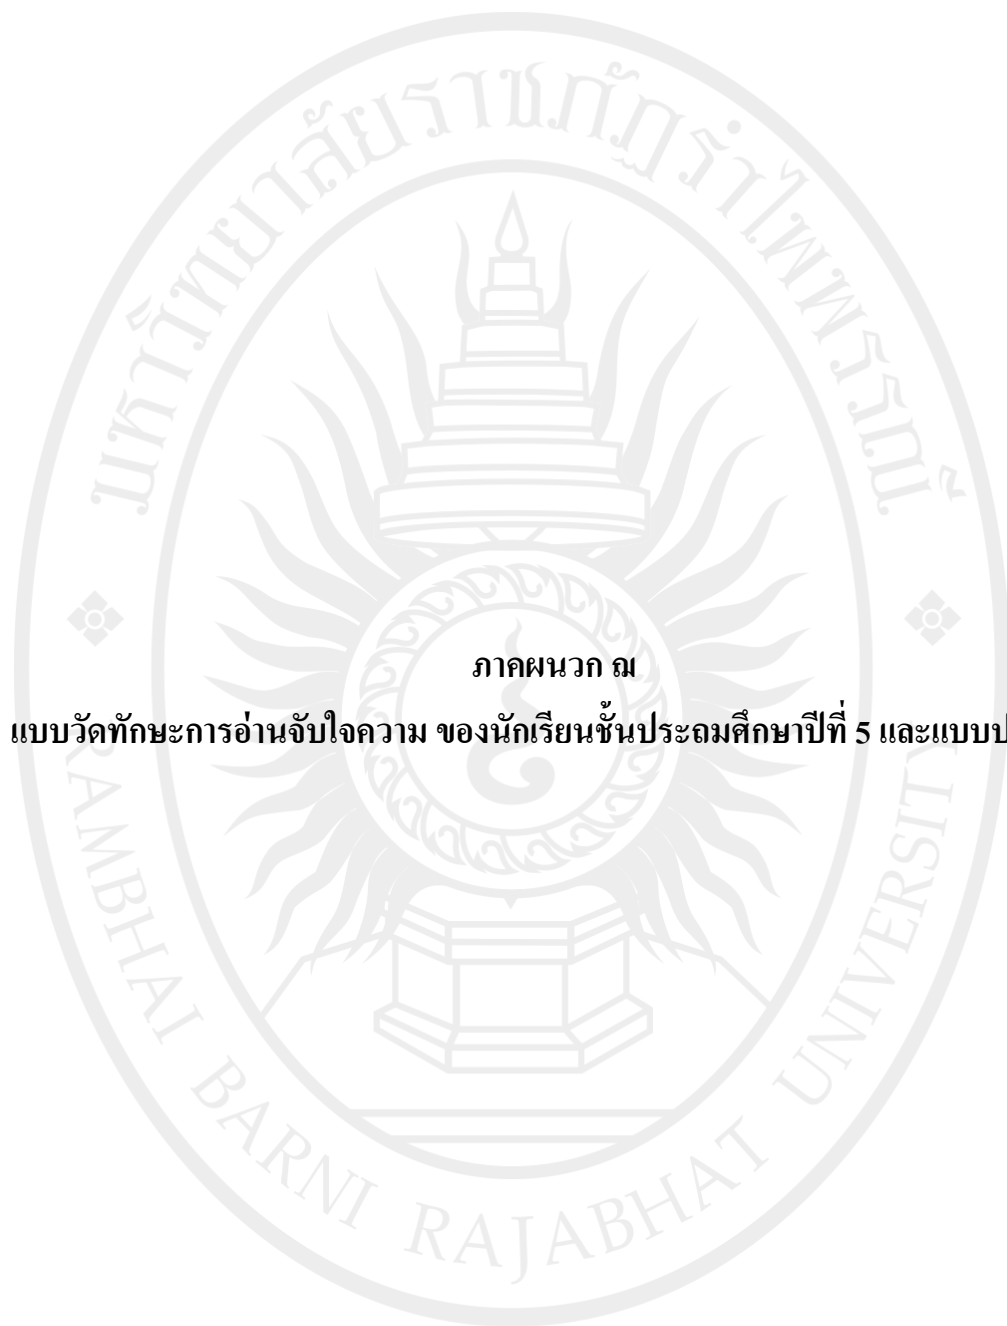 มหาวิทยาลัยราชภัฏรำไพพรรณี
ภาคผนวก ฌ
แบบวัดทักษะการอ่านจับใจความ ของนักเรียนชั้นประถมศึกษาปีที่ 5 และแบบป
RAMBHAI BARNI RAJABHAT UNIVERSITY